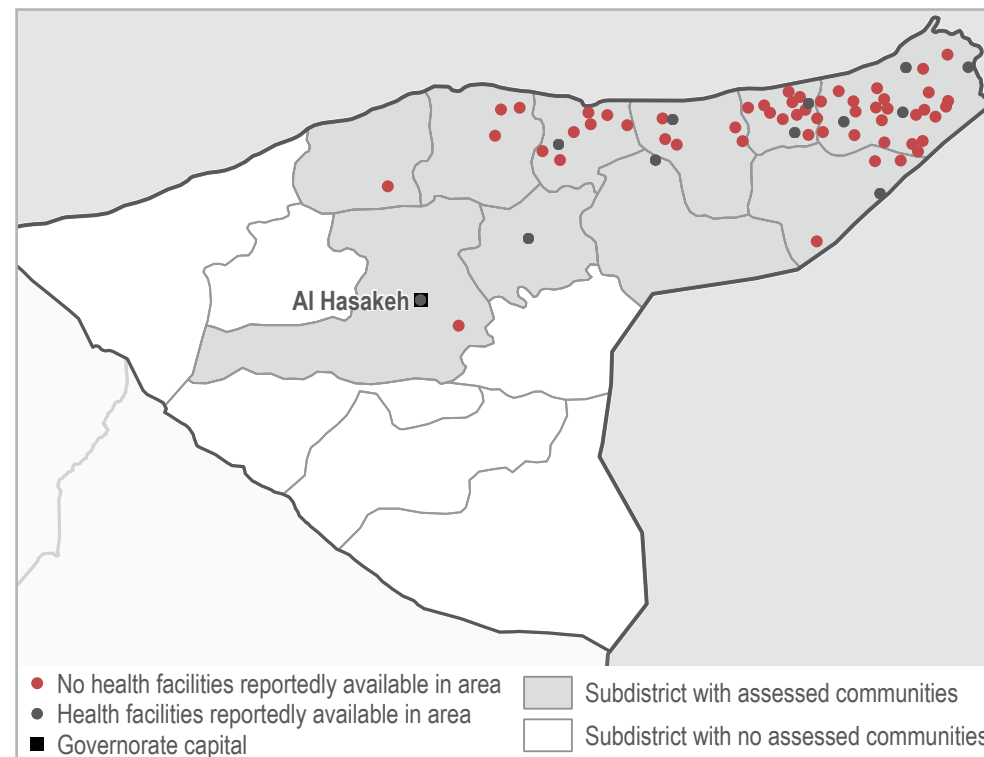 Al Hasakeh
No health facilities reportedly available in area
Health facilities reportedly available in area
Governorate capital
Subdistrict with assessed communities
Subdistrict with no assessed communities